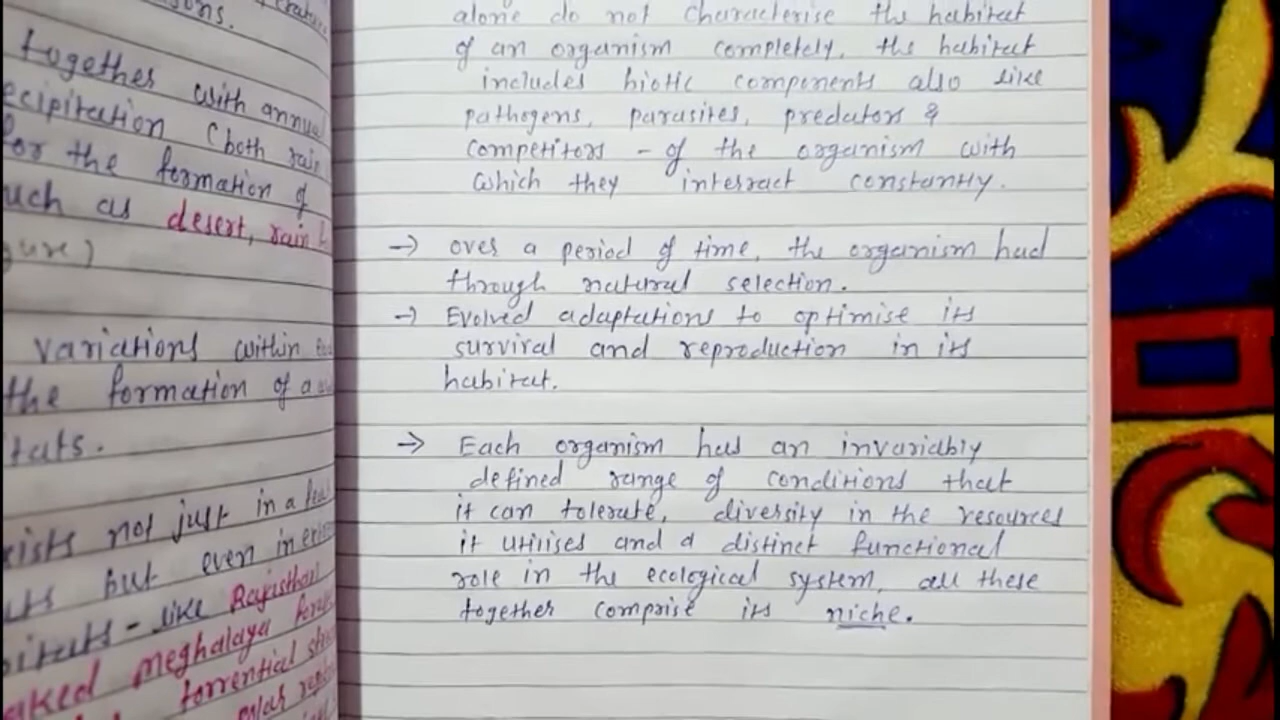 together with annual
(both rain
for the formation of
such as desert, rain
variations within
the formation of a
not just in a
but even in
like Rajasthan
meghalaya
torrential
alone do not characterise the habitat
of an organism completely. the habitat
includes biotic components also like
pathogens, parasites, predators &
competitors - of the organism with
which they interract constantly.
→ over a period of time, the organism had
through natural selection.
→ Evolved adaptations to optimise its
survival and reproduction in its
habitat.
→ Each organism has an invariably
defined range of conditions that
it can tolerate, diversity in the resources
it utilises and a distinct functional
role in the ecological system, all these
together comprise its niche.